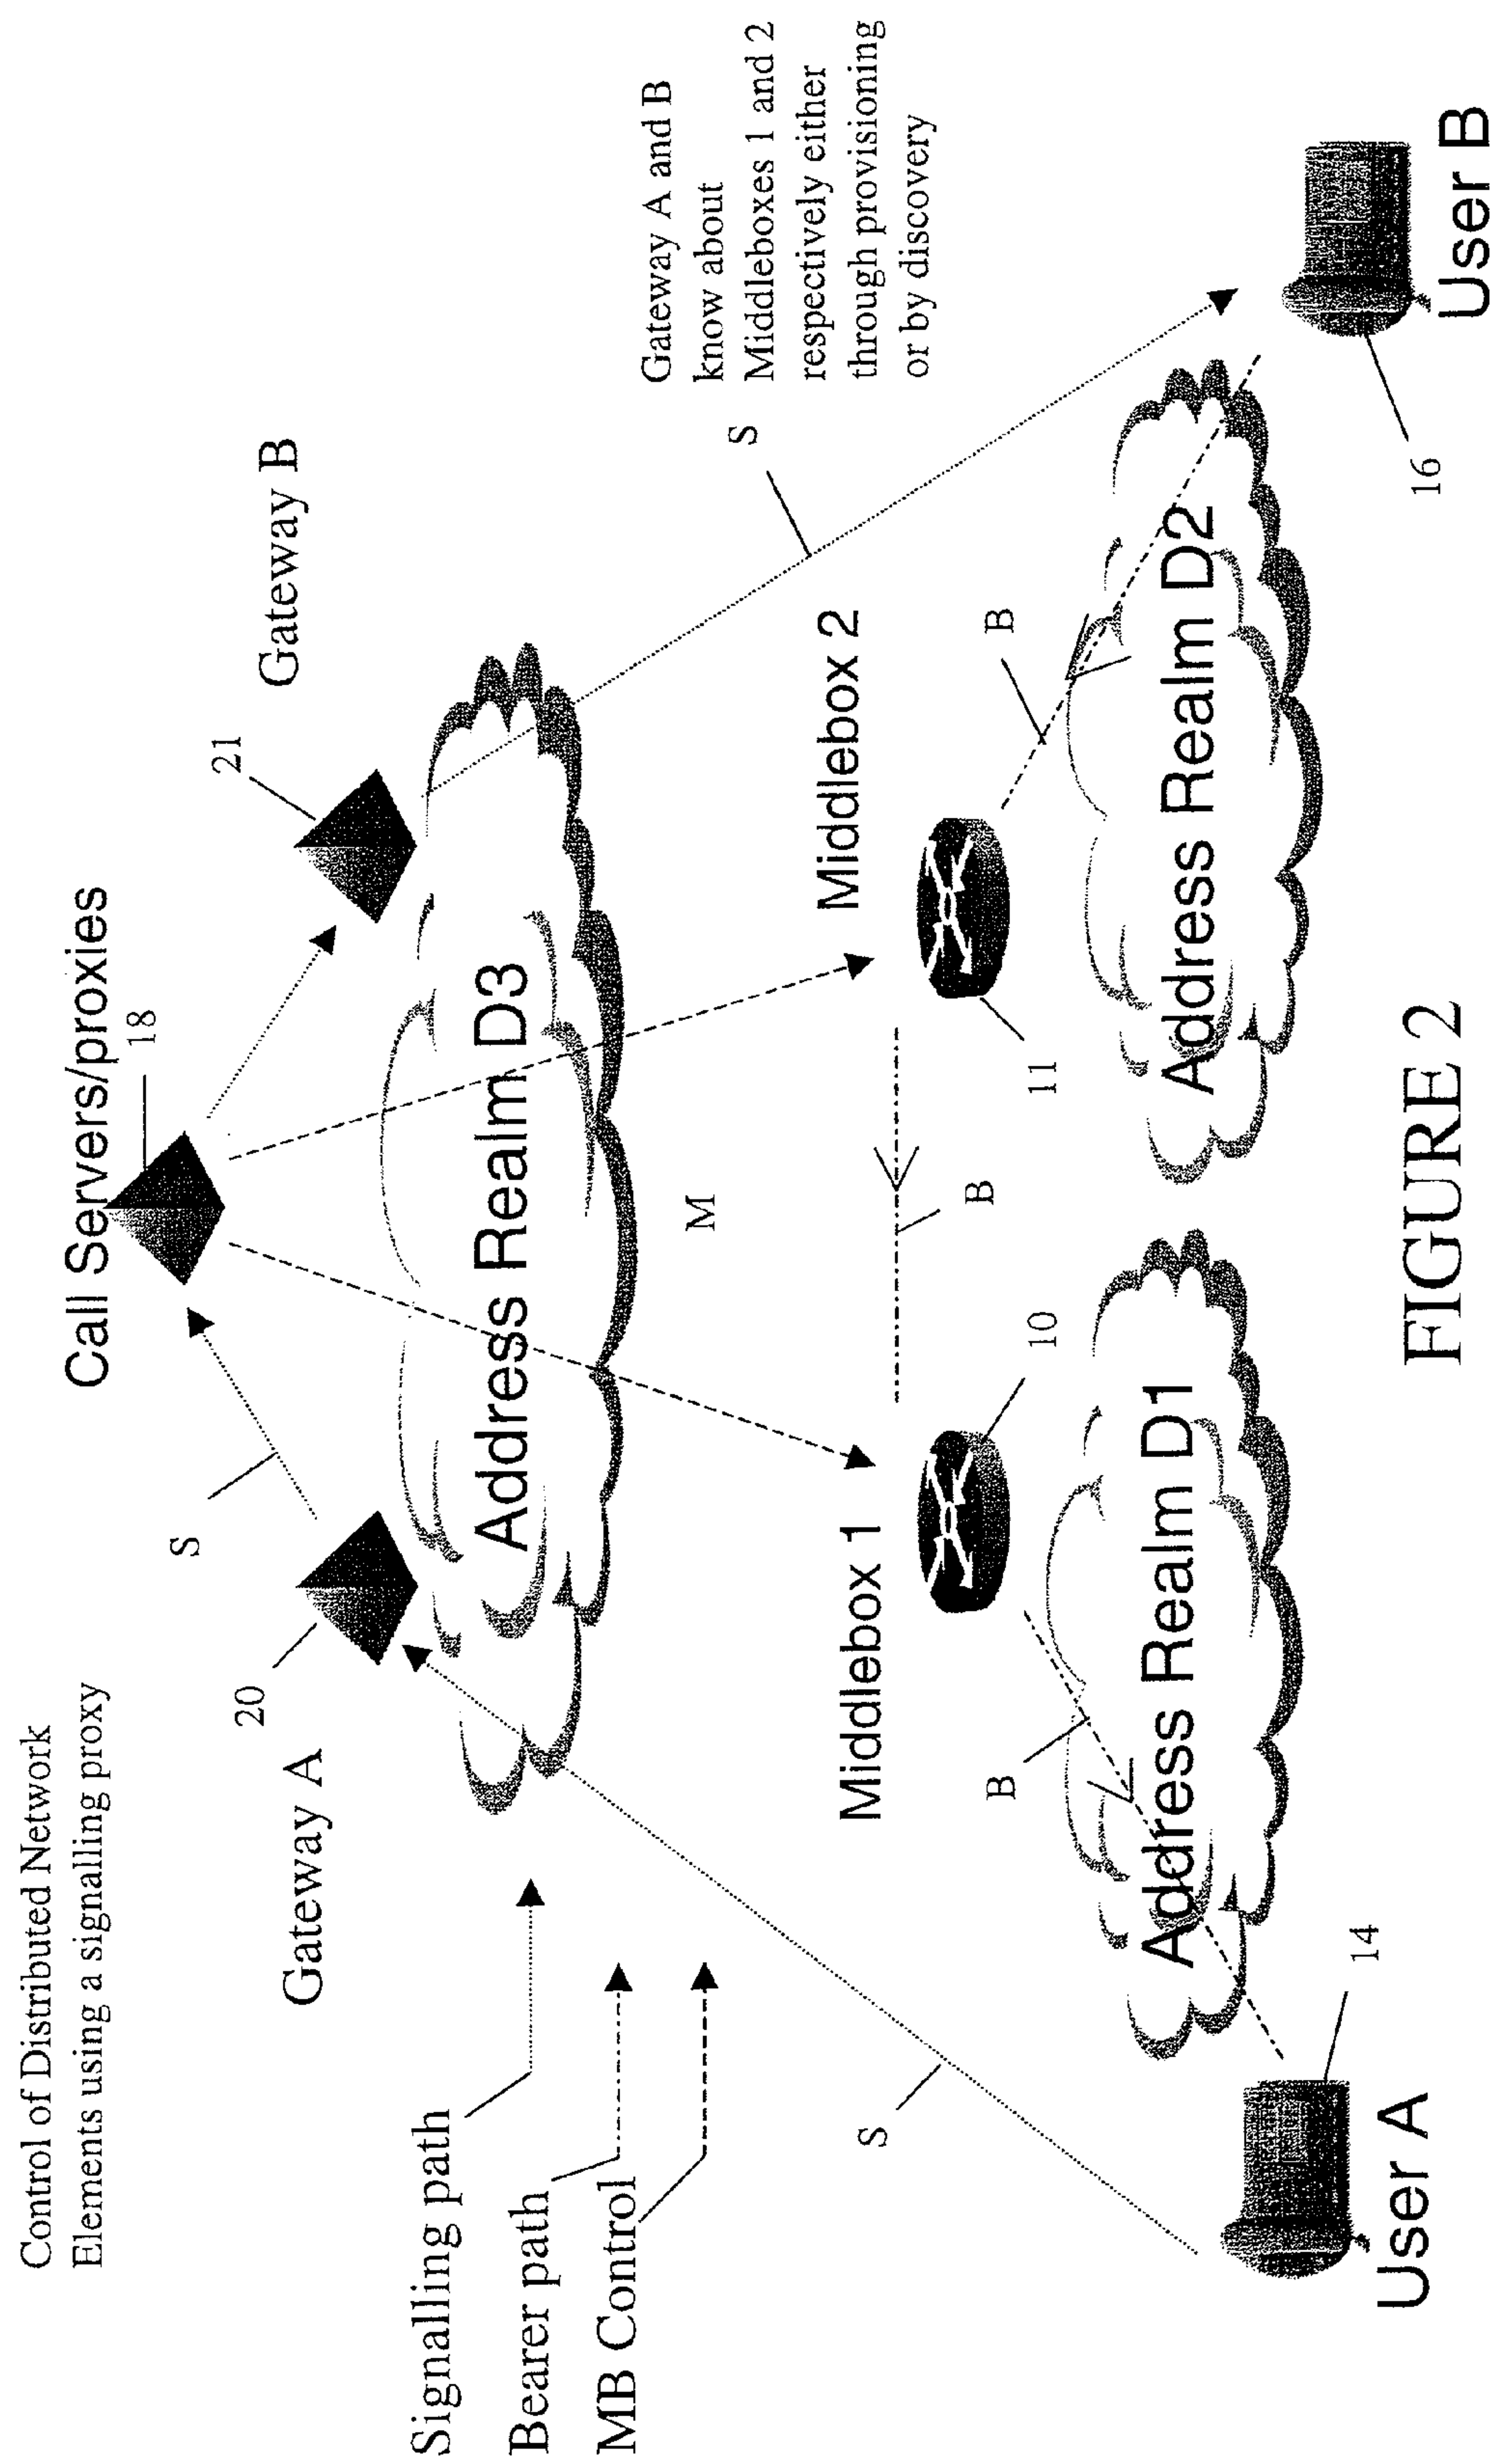 Control of Distributed Network
Elements using a signalling proxy
Call Servers/proxies
18
S
20
21
Gateway A
Gateway B
Signalling path
Bearer path
MB Control
Address Realm D3
S
Gateway A and B
know about
Middleboxes 1 and 2
respectively either
through provisioning
or by discovery
M
S
Middlebox 1
Middlebox 2
10
B
11
B
B
Address Realm D1
Address Realm D2
14
16
User A
User B
FIGURE 2